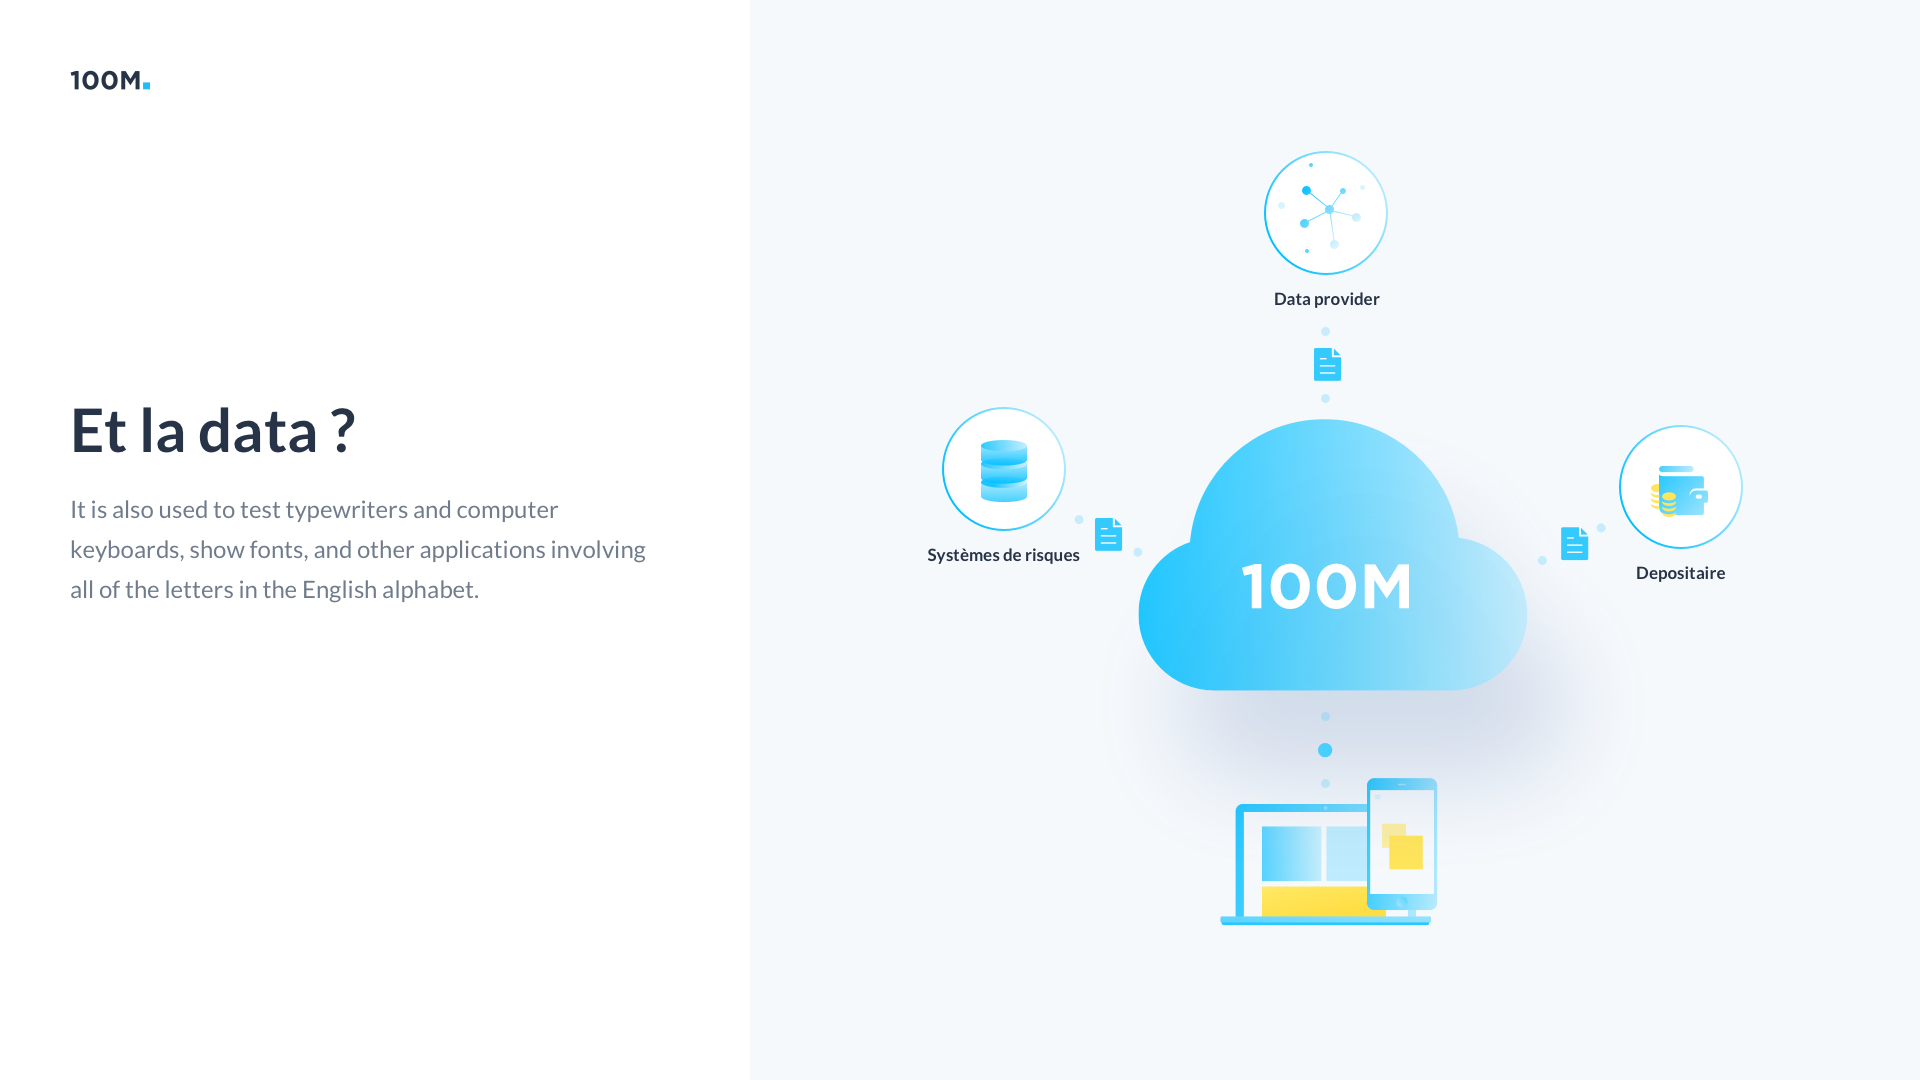 100M.
Et la data ?
It is also used to test typewriters and computer
keyboards, show fonts, and other applications involving
all of the letters in the English alphabet.
Data provider
Systèmes de risques
100M
Depositaire